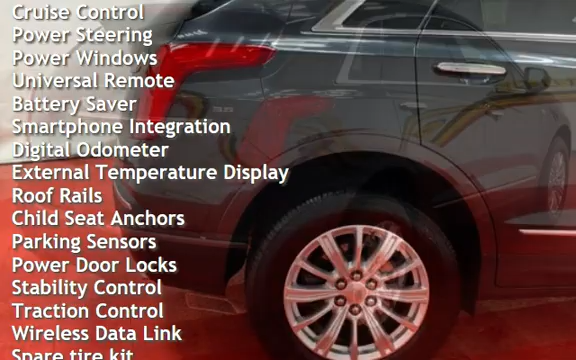 Cruise Control
Power Steering
Power Windows
Universal Remote
Battery Saver
Smartphone Integration
Digital Odometer
External Temperature Display
Roof Rails
Child Seat Anchors
Parking Sensors
Power Door Locks
Stability Control
Traction Control
Wireless Data Link
Spare tire kit